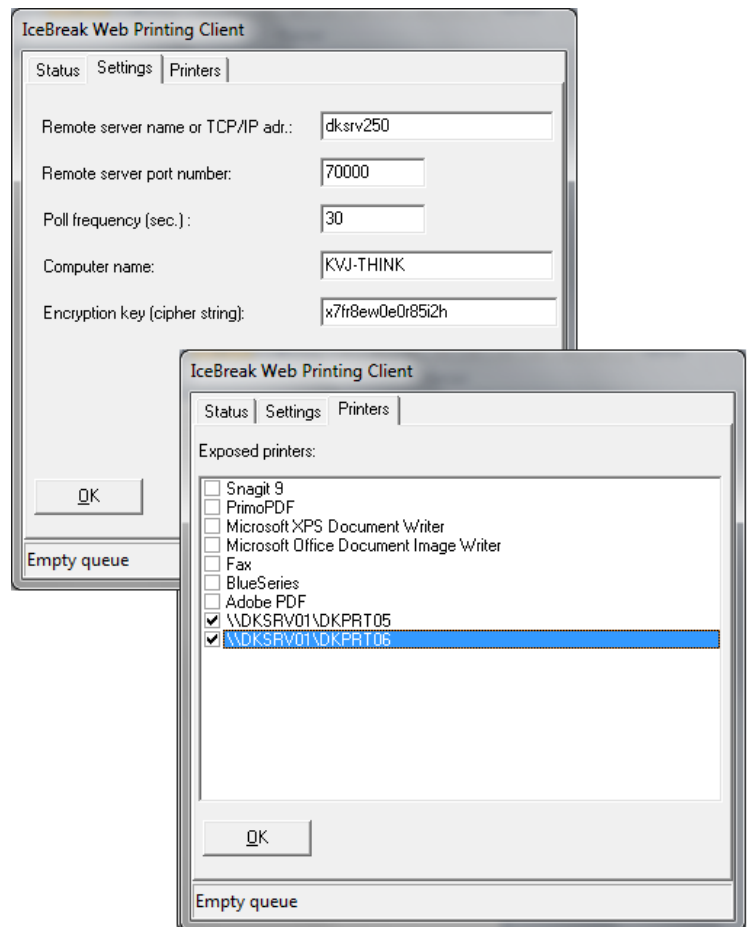 IceBreak Web Printing Client
Status Settings Printers
Remote server name or TCP/IP adr.: dksrv250
Remote server port number: 70000
Poll frequency (sec.) : 30
Computer name: KVJ-THINK
Encryption key (cipher string): x7fr8ew0e0r85i2h
OK
Empty queue
IceBreak Web Printing Client
Status Settings Printers
Exposed printers:
Snagit 9
PrimoPDF
Microsoft XPS Document Writer
Microsoft Office Document Image Writer
Fax
BlueSeries
Adobe PDF
\\DKSRV01\DKPRT05
\\DKSRV01\DKPRT06
OK
Empty queue